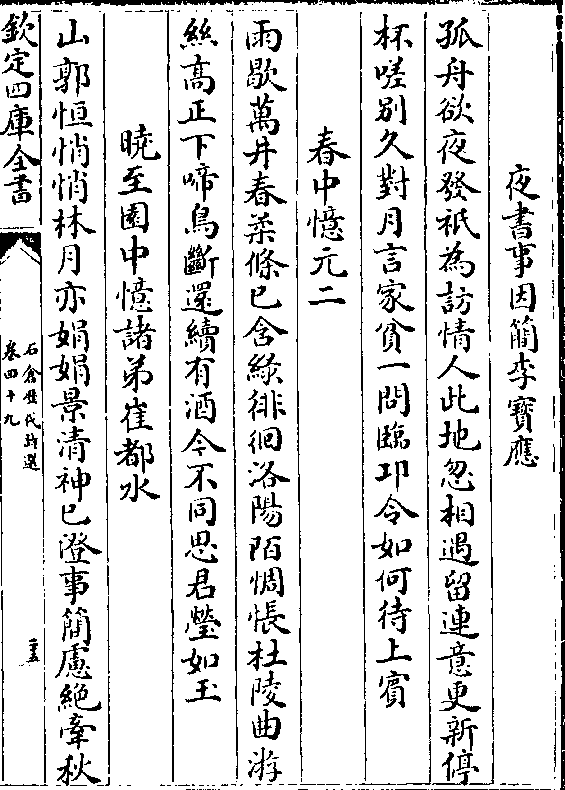 夜書事因簡李寶應
孤舟欲夜發祇為訪情人此地忽相遇留連意更新停
杯嗟別久對月言家貧一問臨邛令如何待上賓
春中憶元二
雨歇萬井春柔條已含綠徘徊洛陽陌惆悵杜陵曲游
絲高正下啼鳥斷還續有酒今不同思君瑩如玉
曉至園中憶諸弟崔都水
山郭恒悄悄林月亦娟娟景清神已澄事簡慮絕牽秋
欽定四庫全書
石倉歷代詩選
卷四十九
二五